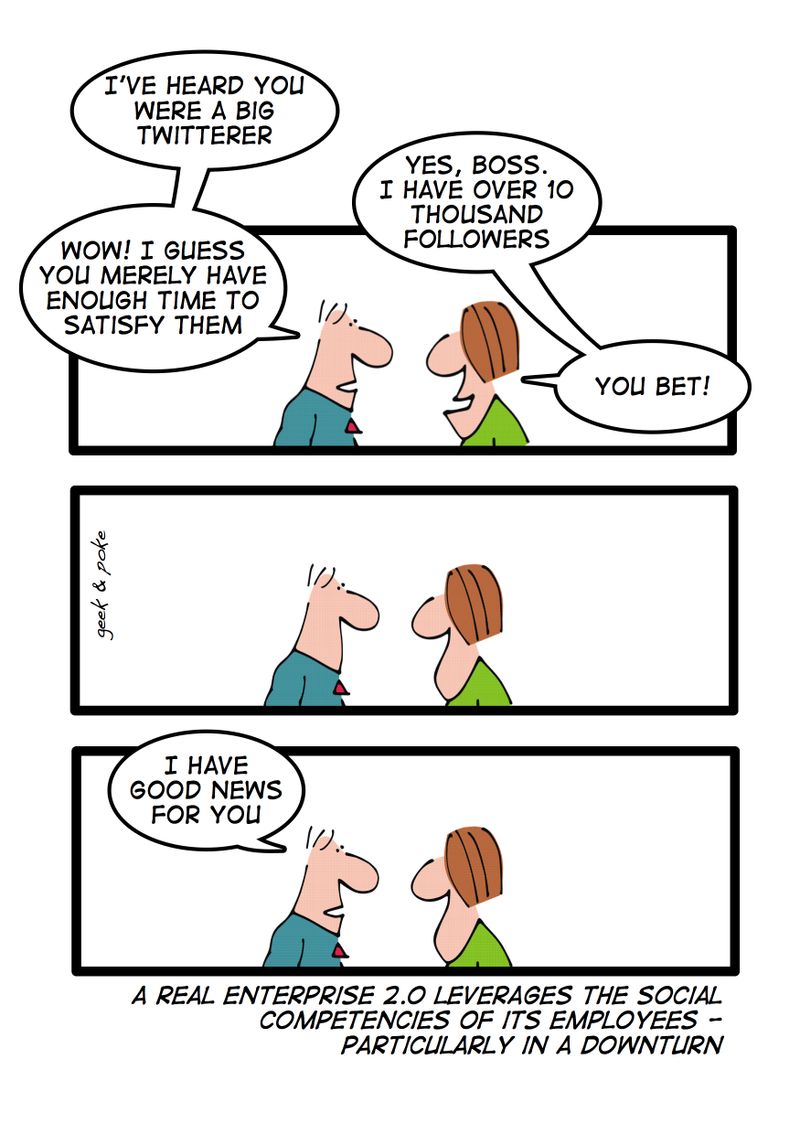 I'VE HEARD YOU
WERE A BIG
TWITTERER
YES, BOSS.
I HAVE OVER 10
THOUSAND
FOLLOWERS
WOW! I GUESS
YOU MERELY HAVE
ENOUGH TIME TO
SATISFY THEM
YOU BET!
geek & poke
I HAVE
GOOD NEWS
FOR YOU
A REAL ENTERPRISE 2.0 LEVERAGES THE SOCIAL
COMPETENCIES OF ITS EMPLOYEES -
PARTICULARLY IN A DOWNTURN